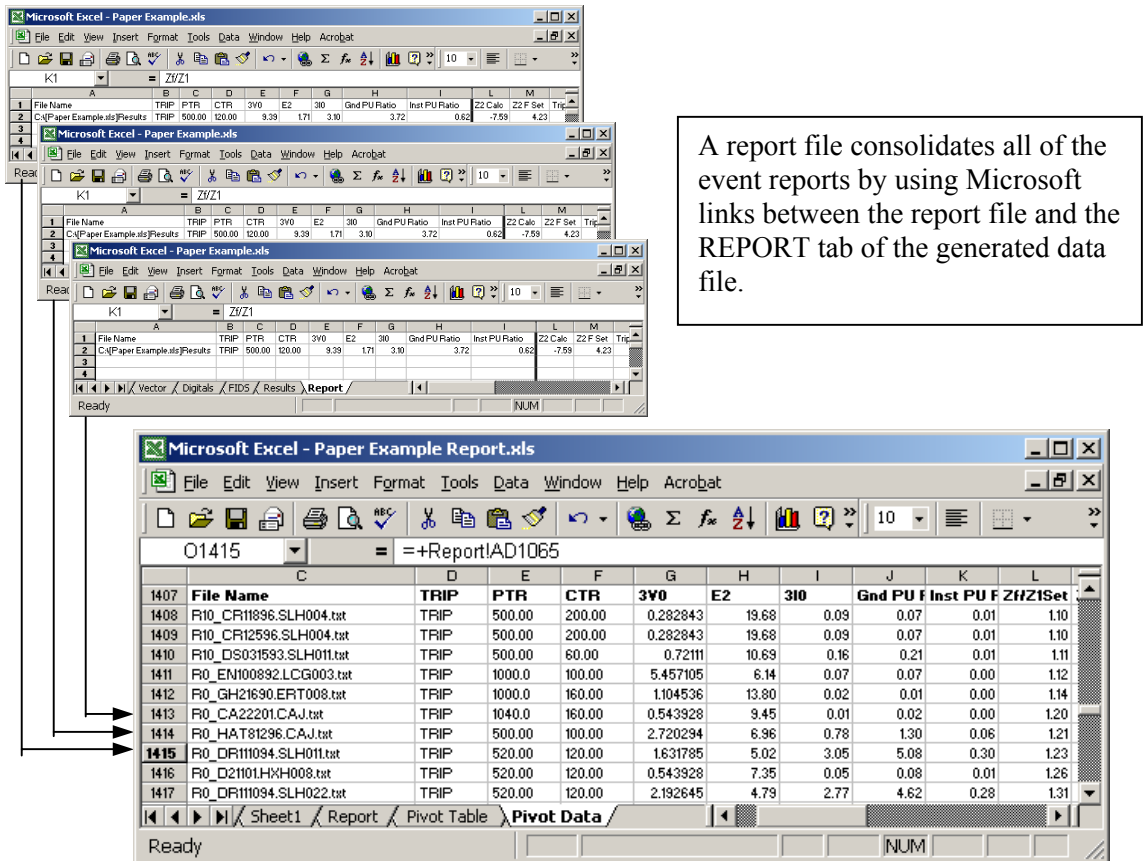 Microsoft Excel - Paper Example.xls
File Edit View Insert Format Tools Data Window Help Acrobat
10
K1 = Zf/Z1
A B C D E F G H I L M
1 File Name TRIP PTR CTR 3V0 E2 3I0 Gnd PU Ratio Inst PU Ratio Z2 Calc Z2 F Set Trip
2 C:\[Paper Example.xls]Results TRIP 500.00 120.00 9.39 1.71 3.10 3.72 0.62 -7.59 4.23
3
4
Microsoft Excel - Paper Example.xls
File Edit View Insert Format Tools Data Window Help Acrobat
10
K1 = Zf/Z1
A B C D E F G H I L M
1 File Name TRIP PTR CTR 3V0 E2 3I0 Gnd PU Ratio Inst PU Ratio Z2 Calc Z2 F Set Trip
2 C:\[Paper Example.xls]Results TRIP 500.00 120.00 9.39 1.71 3.10 3.72 0.62 -7.59 4.23
3
4
Microsoft Excel - Paper Example.xls
File Edit View Insert Format Tools Data Window Help Acrobat
10
K1 = Zf/Z1
A B C D E F G H I L M
1 File Name TRIP PTR CTR 3V0 E2 3I0 Gnd PU Ratio Inst PU Ratio Z2 Calc Z2 F Set Trip
2 C:\[Paper Example.xls]Results TRIP 500.00 120.00 9.39 1.71 3.10 3.72 0.62 -7.59 4.23
3
4
Vector Digitals FIDS Results Report
Ready NUM
A report file consolidates all of the
event reports by using Microsoft
links between the report file and the
REPORT tab of the generated data
file.
Microsoft Excel - Paper Example Report.xls
File Edit View Insert Format Tools Data Window Help Acrobat
10
O1415 = =+Report!AD1065
C D E F G H I J K L
1407 File Name TRIP PTR CTR 3V0 E2 3I0 Gnd PU F Inst PU F Zf/Z1Set
1408 R10_CR11896.SLH004.txt TRIP 500.00 200.00 0.282843 19.68 0.09 0.07 0.01 1.10
1409 R10_CR12596.SLH004.txt TRIP 500.00 200.00 0.282843 19.68 0.09 0.07 0.01 1.10
1410 R10_DS031593.SLH011.txt TRIP 500.00 60.00 0.72111 10.69 0.16 0.21 0.01 1.11
1411 R0_EN100892.LCG003.txt TRIP 1000.0 100.00 5.457105 6.14 0.07 0.07 0.00 1.12
1412 R0_GH21690.ERT008.txt TRIP 1000.0 160.00 1.104536 13.80 0.02 0.01 0.00 1.14
1413 R0_CA22201.CAJ.txt TRIP 1040.0 160.00 0.543928 9.45 0.01 0.02 0.00 1.20
1414 R0_HAT81296.CAJ.txt TRIP 500.00 100.00 2.720294 6.96 0.78 1.30 0.06 1.21
1415 R0_DR111094.SLH011.txt TRIP 520.00 120.00 1.631785 5.02 3.05 5.08 0.30 1.23
1416 R0_D21101.HXH008.txt TRIP 520.00 120.00 0.543928 7.35 0.05 0.08 0.01 1.26
1417 R0_DR111094.SLH022.txt TRIP 520.00 120.00 2.192645 4.79 2.77 4.62 0.28 1.31
Sheet1 Report Pivot Table Pivot Data
Ready NUM